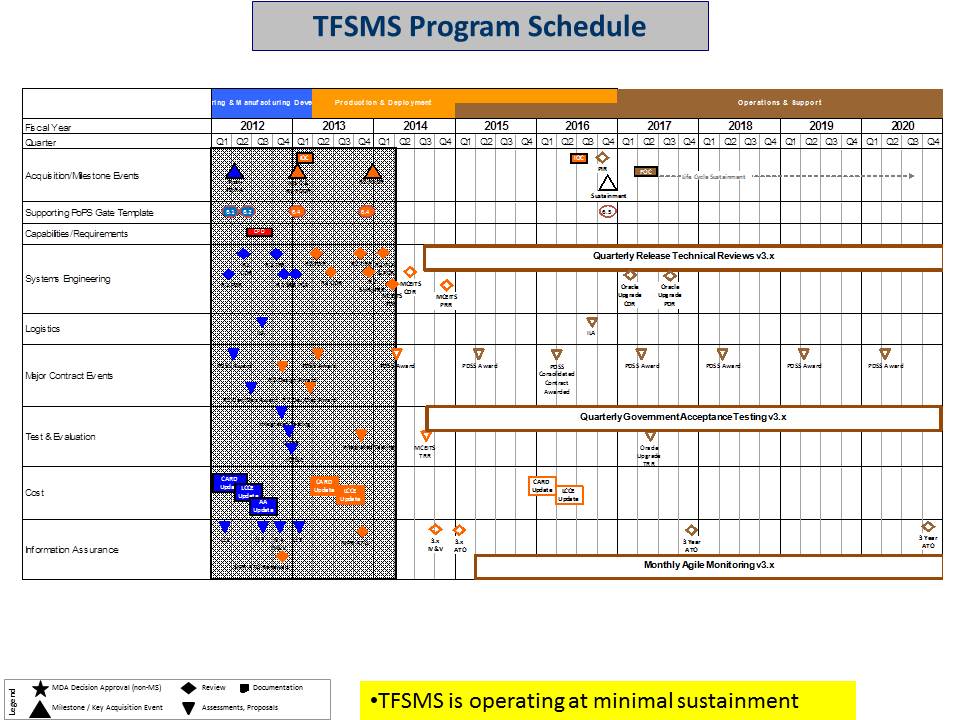 TFSMS Program Schedule
ring & Manufacturing Deve
Production & Deployment
Operations & Support
Fiscal Year
2012 2013 2014 2015 2016 2017 2018 2019 2020
Quarter
Q1 Q2 Q3 Q4 Q1 Q2 Q3 Q4 Q1 Q2 Q3 Q4 Q1 Q2 Q3 Q4 Q1 Q2 Q3 Q4 Q1 Q2 Q3 Q4 Q1 Q2 Q3 Q4 Q1 Q2 Q3 Q4 Q1 Q2 Q3 Q4
Acquisition/Milestone Events
PIR
Sustainment
FOC
Life Cycle Sustainment
Supporting PoPS Gate Template
6.1
6.2
6.5
Capabilities/Requirements
CPD
Systems Engineering
Quarterly Release Technical Reviews v3.x
MCEITS
CDR
MCEITS
PRR
Oracle
Upgrade
CDR
Oracle
Upgrade
PDR
Logistics
ILA
Major Contract Events
PDSS Award
PDSS
Consolidated
Contract
Awarded
PDSS Award
PDSS Award
PDSS Award
PDSS Award
Test & Evaluation
Quarterly Government Acceptance Testing v3.x
MCEITS
TRR
Oracle
Upgrade
TRR
Cost
CARD
Update
LCCE
Update
AA
Update
CARD
Update
LCCE
Update
CARD
Update
LCCE
Update
Information Assurance
3.x
IV&V
3.x
ATO
3 Year
ATO
3 Year
ATO
Monthly Agile Monitoring v3.x
Legend
MDA Decision Approval (non-MS)
Review
Documentation
Milestone / Key Acquisition Event
Assessments, Proposals
•TFSMS is operating at minimal sustainment